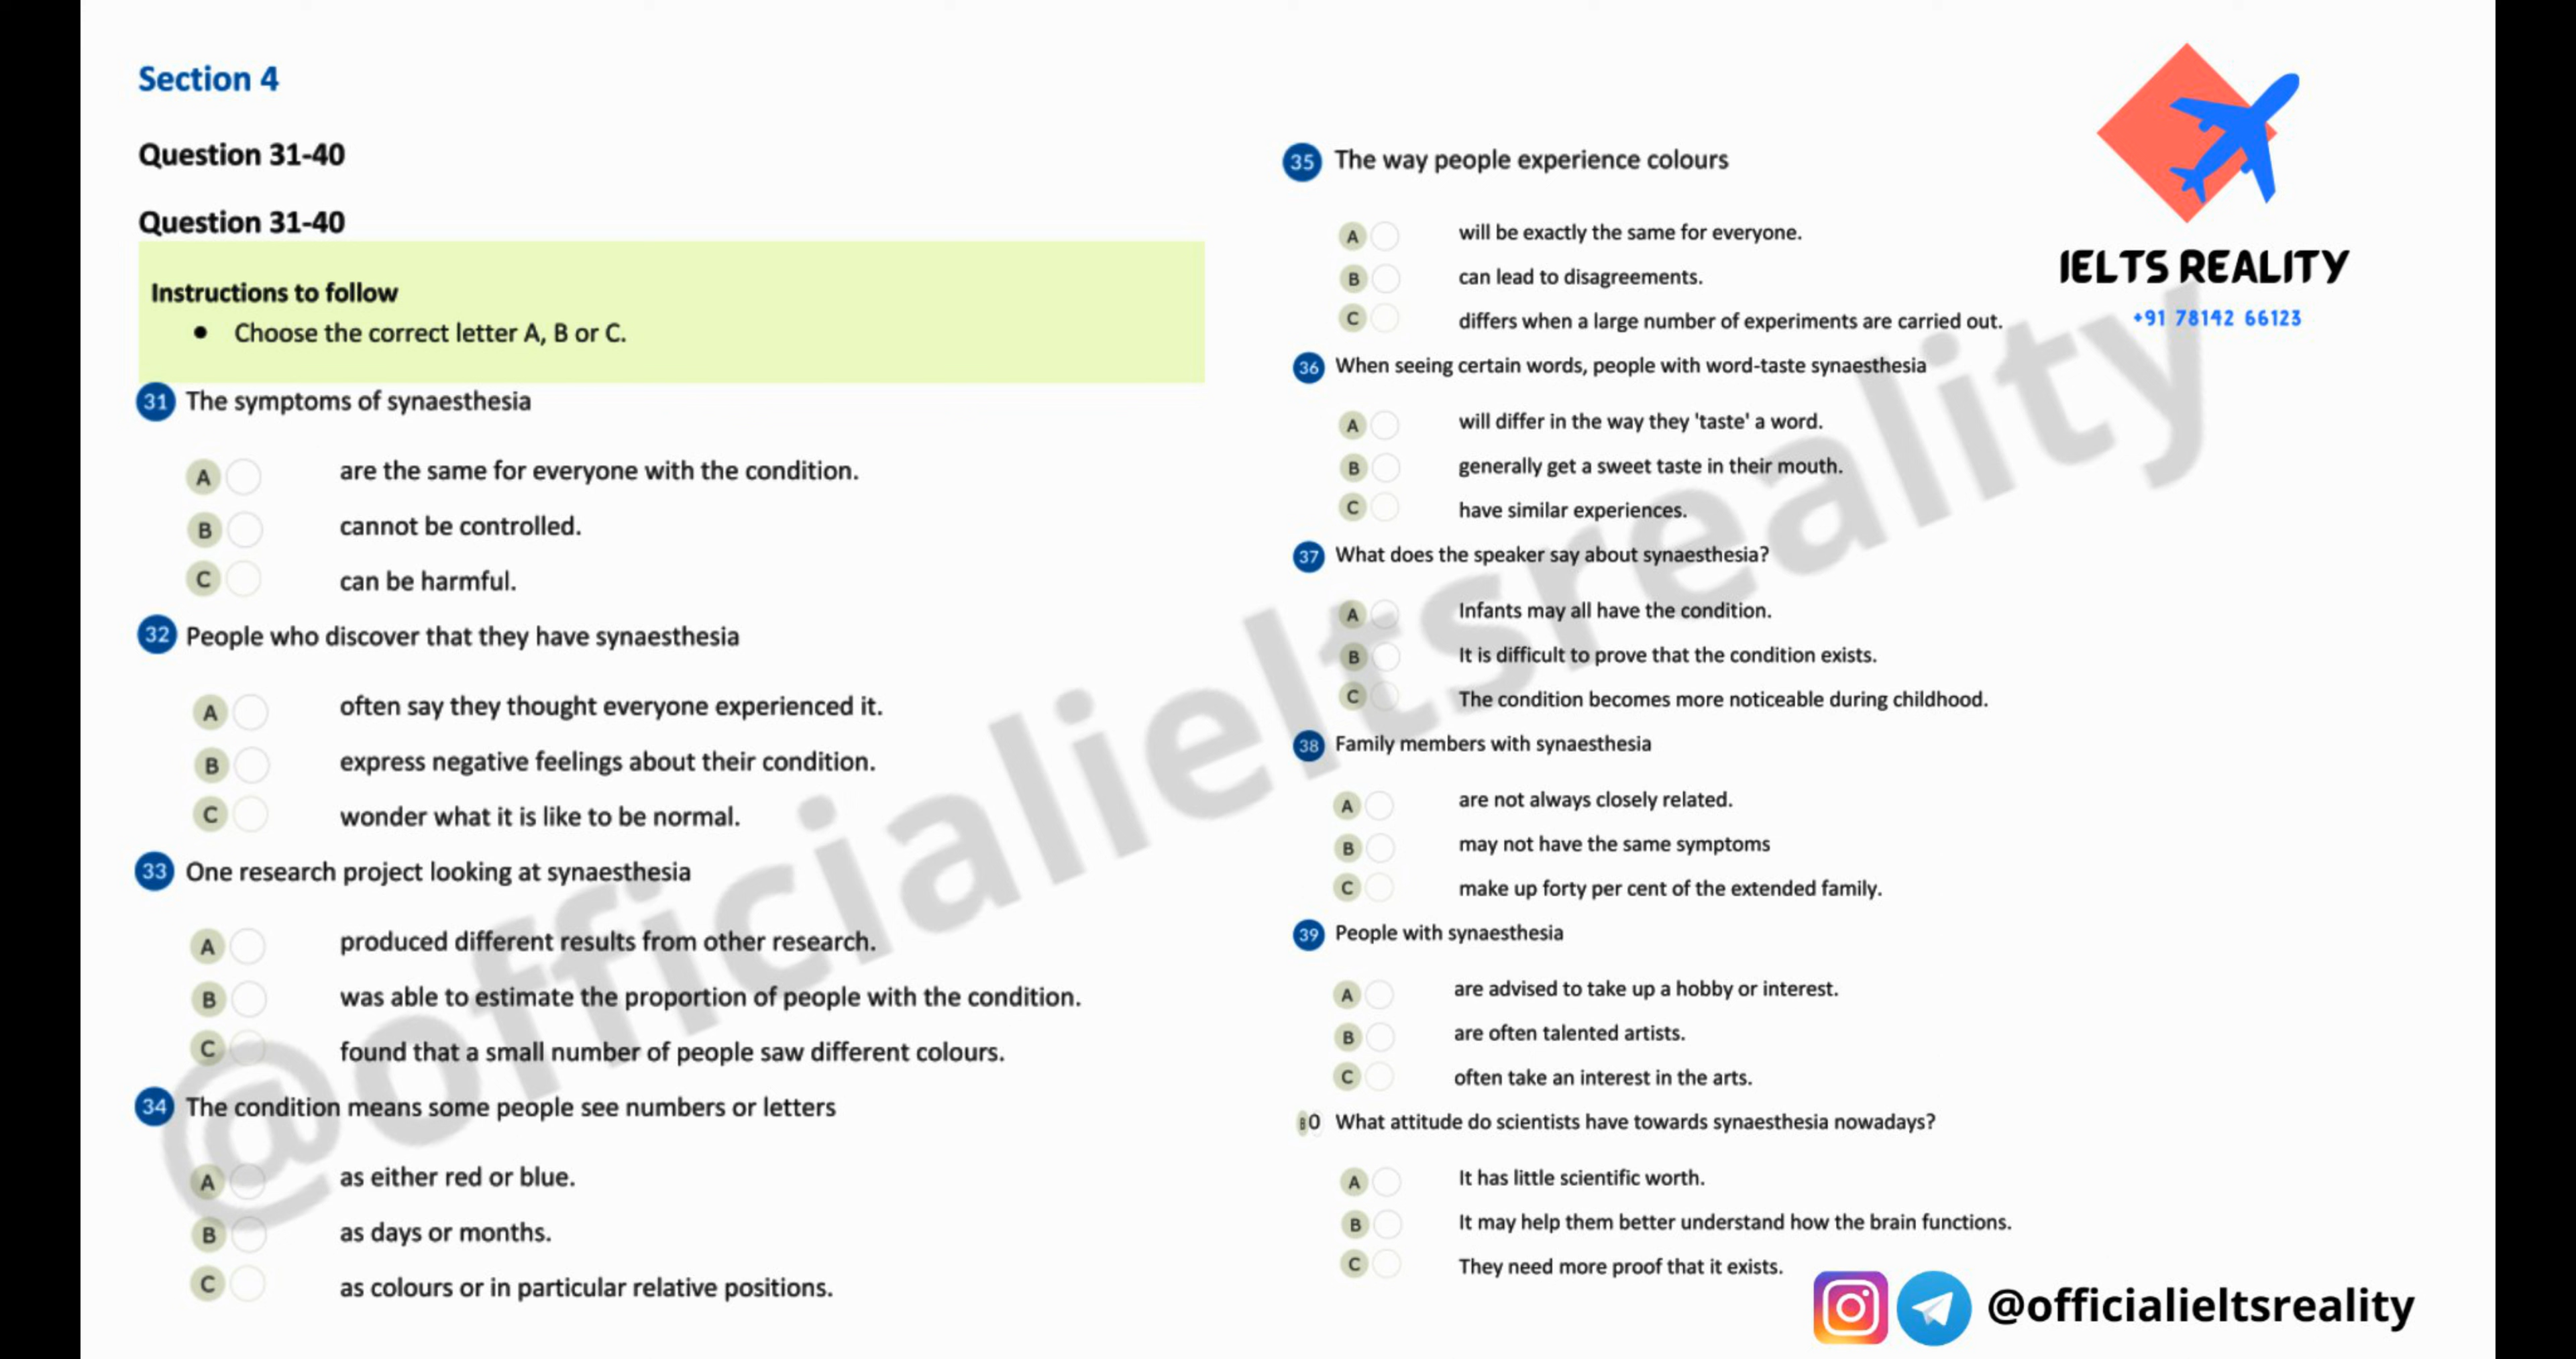 Section 4
Question 31-40
Question 31-40
Instructions to follow
● Choose the correct letter A, B or C.
31 The symptoms of synaesthesia
A are the same for everyone with the condition.
B cannot be controlled.
C can be harmful.
32 People who discover that they have synaesthesia
A often say they thought everyone experienced it.
B express negative feelings about their condition.
C wonder what it is like to be normal.
33 One research project looking at synaesthesia
A produced different results from other research.
B was able to estimate the proportion of people with the condition.
C found that a small number of people saw different colours.
34 The condition means some people see numbers or letters
A as either red or blue.
B as days or months.
C as colours or in particular relative positions.
35 The way people experience colours
A will be exactly the same for everyone.
B can lead to disagreements.
C differs when a large number of experiments are carried out.
36 When seeing certain words, people with word-taste synaesthesia
A will differ in the way they 'taste' a word.
B generally get a sweet taste in their mouth.
C have similar experiences.
37 What does the speaker say about synaesthesia?
A Infants may all have the condition.
B It is difficult to prove that the condition exists.
C The condition becomes more noticeable during childhood.
38 Family members with synaesthesia
A are not always closely related.
B may not have the same symptoms
C make up forty per cent of the extended family.
39 People with synaesthesia
A are advised to take up a hobby or interest.
B are often talented artists.
C often take an interest in the arts.
What attitude do scientists have towards synaesthesia nowadays?
A It has little scientific worth.
B It may help them better understand how the brain functions.
C They need more proof that it exists.
IELTS REALITY
+91 78142 66123
@officialieltsreality
@officialieltsreality